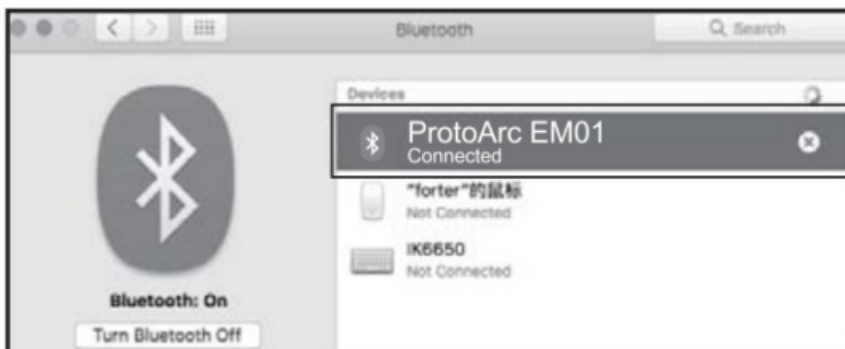 Bluetooth
Search
Devices
ProtoArc EM01
Connected
"forter"的鼠标
Not Connected
IK6650
Not Connected
Bluetooth: On
Turn Bluetooth Off